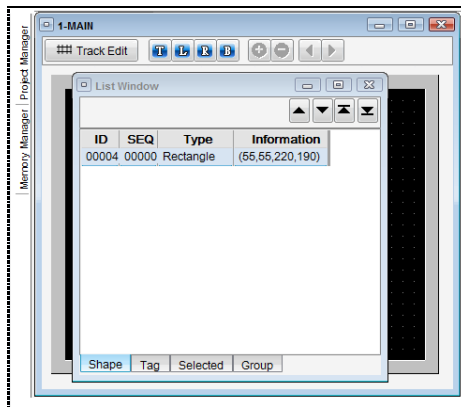 1-MAIN
Track Edit T L R B
List Window
ID SEQ Type Information
00004 00000 Rectangle (55,55,220,190)
Shape Tag Selected Group
Project Manager
Memory Manager